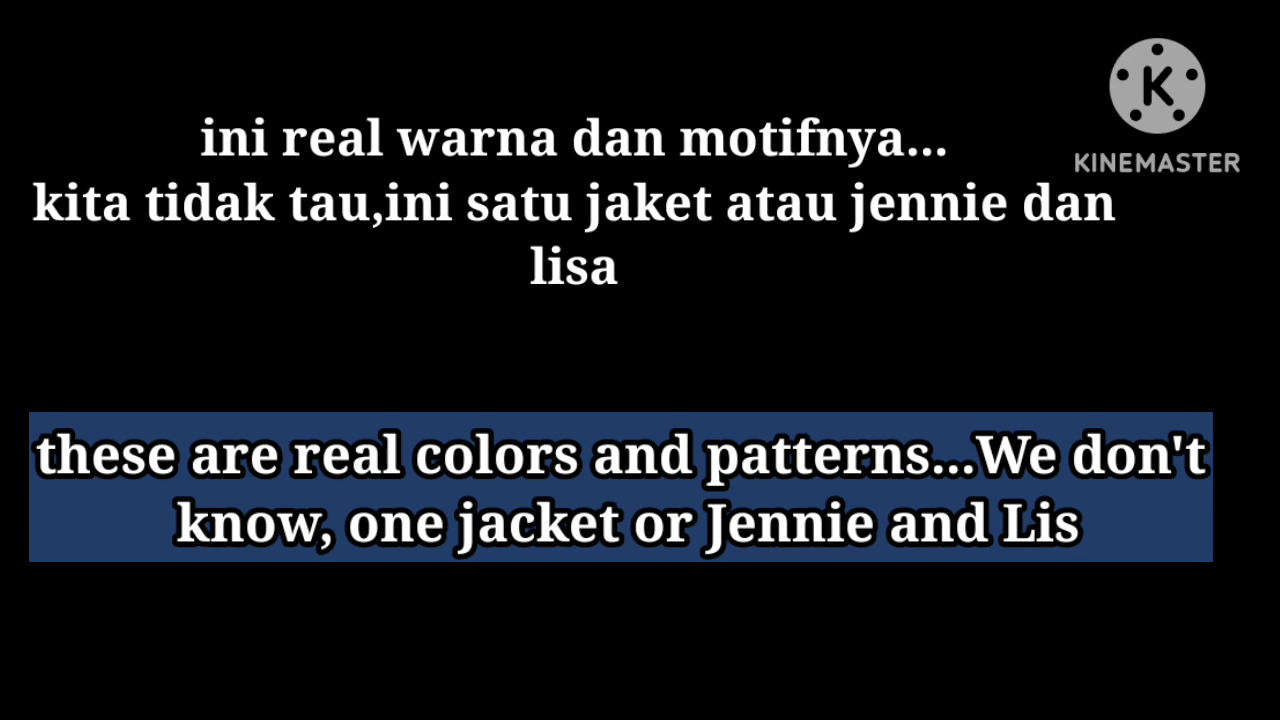 K
KINEMASTER
ini real warna dan motifnya...
kita tidak tau,ini satu jaket atau jennie dan
lisa
these are real colors and patterns...We don't
know, one jacket or Jennie and Lis